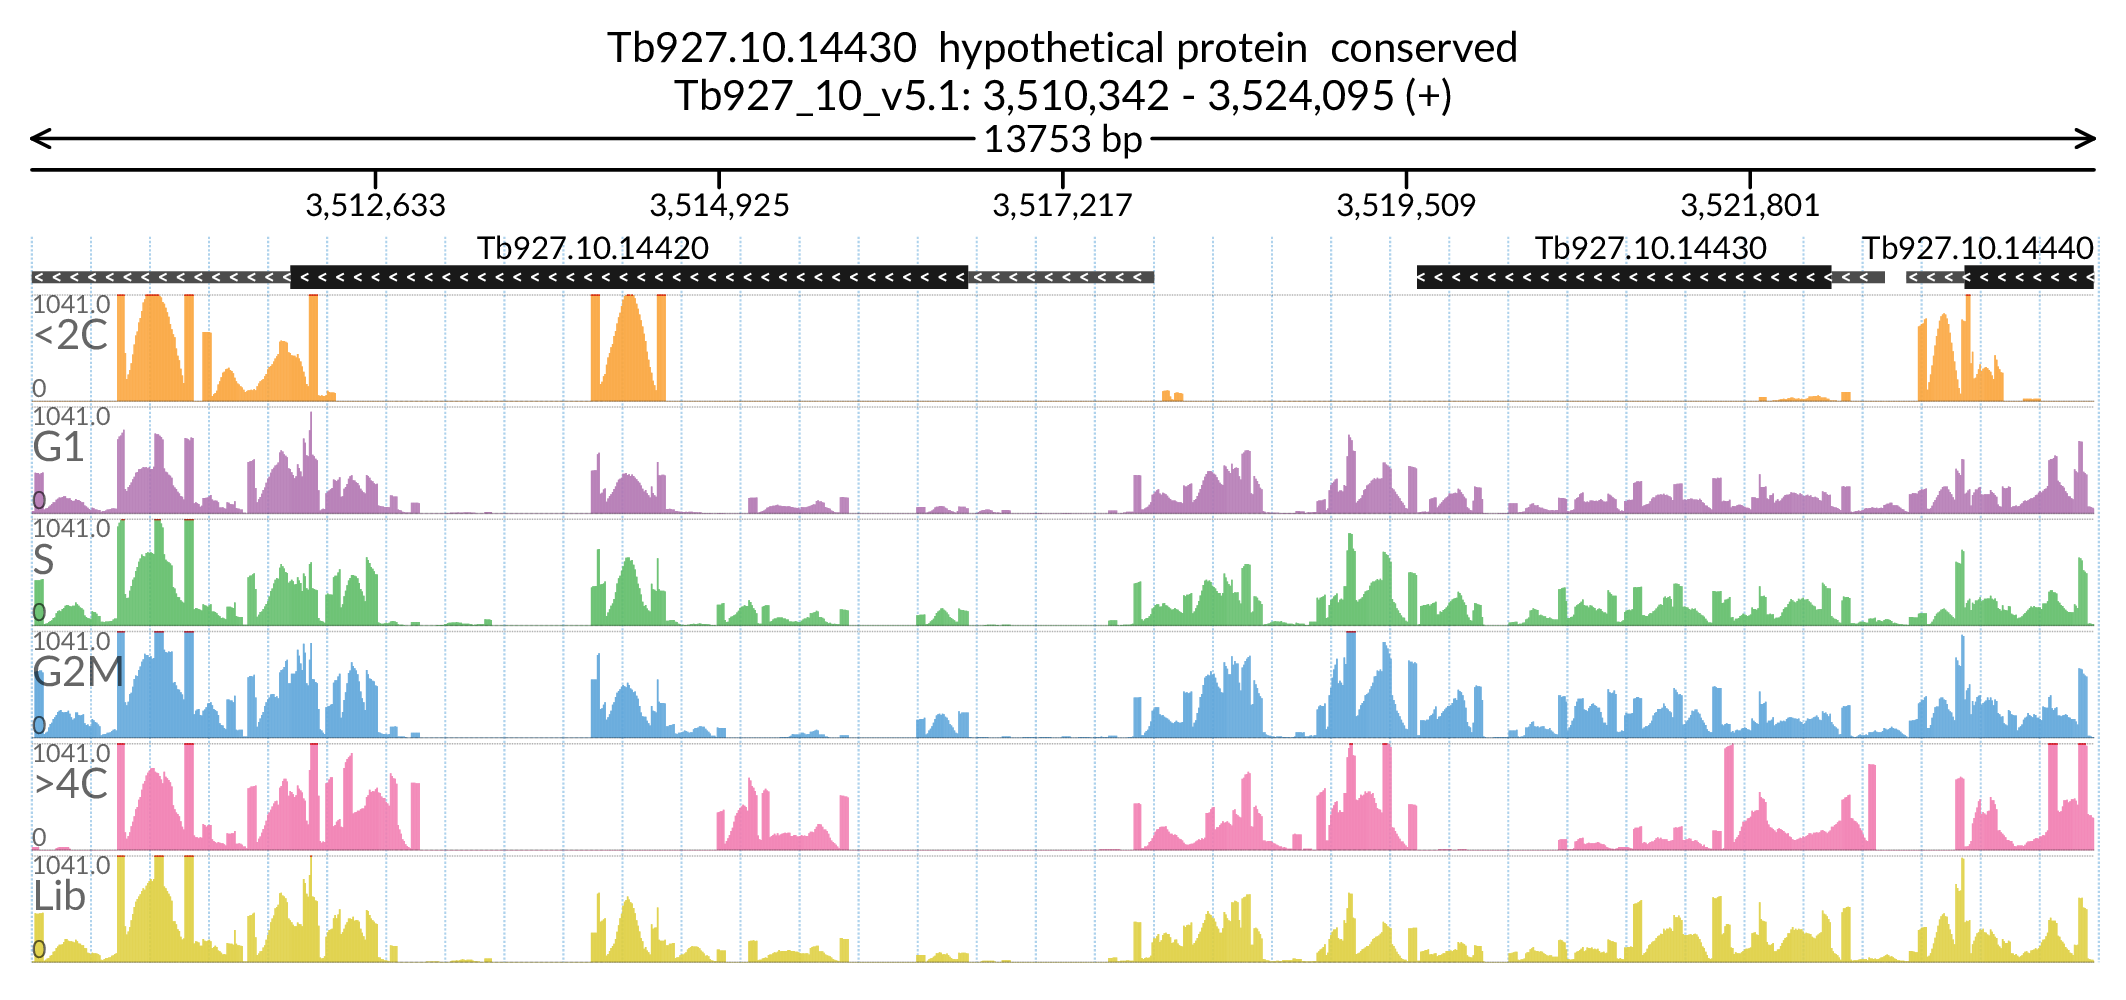 Tb927.10.14430 hypothetical protein conserved
Tb927_10_v5.1: 3,510,342 - 3,524,095 (+)
13753 bp
3,512,633 3,514,925 3,517,217 3,519,509 3,521,801
Tb927.10.14420 Tb927.10.14430 Tb927.10.14440
1041.0
<2C
0
1041.0
G1
0
1041.0
S
0
1041.0
G2M
0
1041.0
>4C
0
1041.0
Lib
0